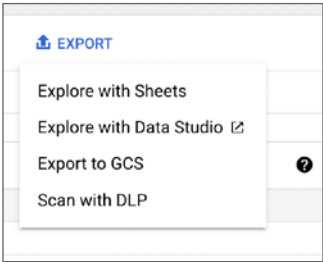 EXPORT
Explore with Sheets
Explore with Data Studio
Export to GCS
Scan with DLP
?